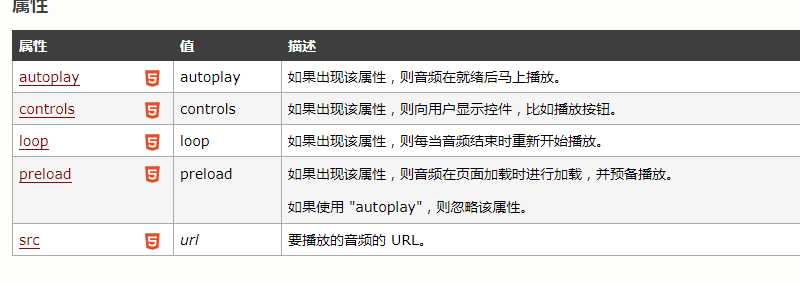 属性
属性 值 描述
autoplay autoplay 如果出现该属性，则音频在就绪后马上播放。
controls controls 如果出现该属性，则向用户显示控件，比如播放按钮。
loop loop 如果出现该属性，则每当音频结束时重新开始播放。
preload preload 如果出现该属性，则音频在页面加载时进行加载，并预备播放。
如果使用 "autoplay"，则忽略该属性。
src url 要播放的音频的 URL。